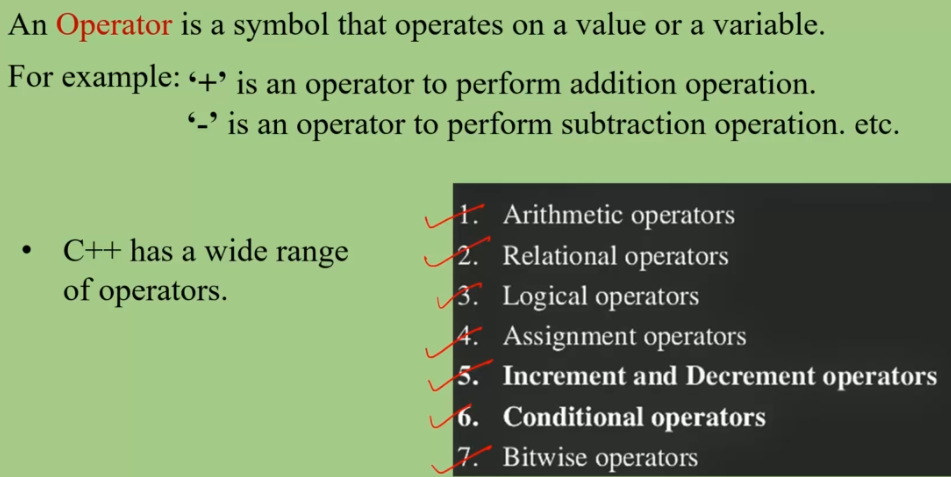 An Operator is a symbol that operates on a value or a variable.
For example: ‘+’ is an operator to perform addition operation.
‘-’ is an operator to perform subtraction operation. etc.
• C++ has a wide range
of operators.
1. Arithmetic operators
2. Relational operators
3. Logical operators
4. Assignment operators
5. Increment and Decrement operators
6. Conditional operators
7. Bitwise operators